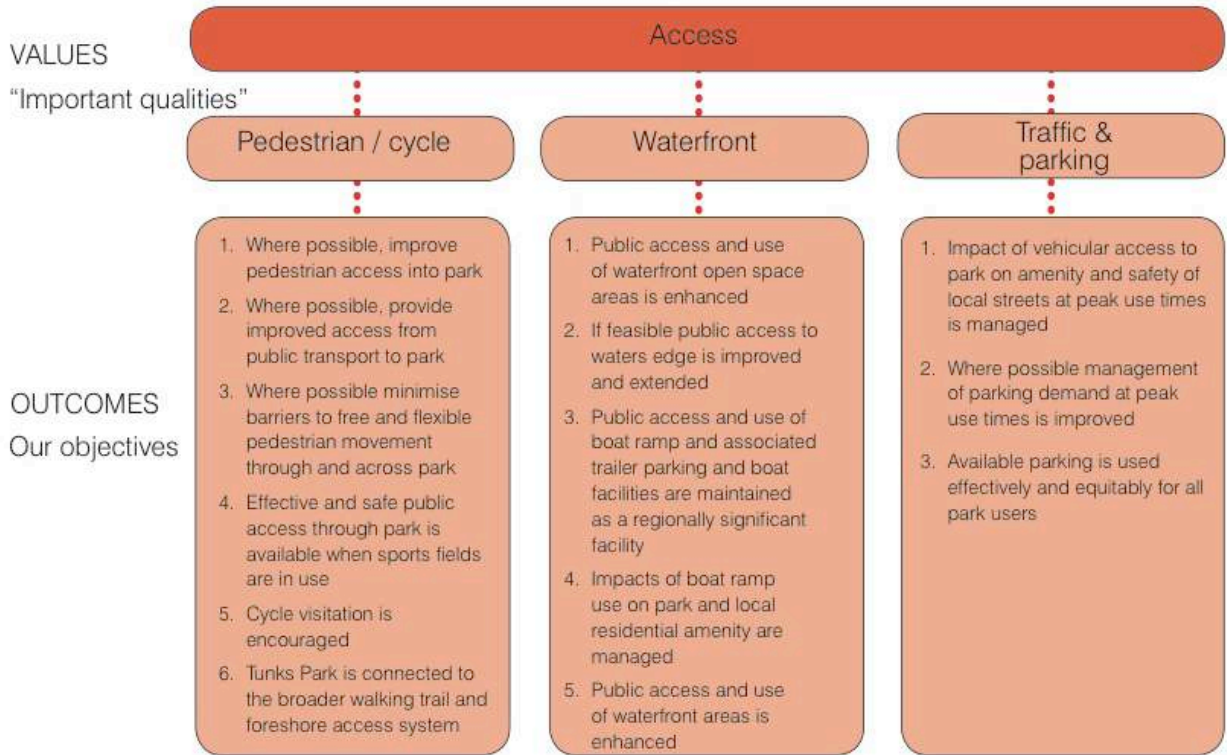 Access
VALUES
“Important qualities”
Pedestrian / cycle
Waterfront
Traffic &
parking
OUTCOMES
Our objectives
1. Where possible, improve
pedestrian access into park
2. Where possible, provide
improved access from
public transport to park
3. Where possible minimise
barriers to free and flexible
pedestrian movement
through and across park
4. Effective and safe public
access through park is
available when sports fields
are in use
5. Cycle visitation is
encouraged
6. Tunks Park is connected to
the broader walking trail and
foreshore access system
1. Public access and use
of waterfront open space
areas is enhanced
2. If feasible public access to
waters edge is improved
and extended
3. Public access and use of
boat ramp and associated
trailer parking and boat
facilities are maintained
as a regionally significant
facility
4. Impacts of boat ramp
use on park and local
residential amenity are
managed
5. Public access and use
of waterfront areas is
enhanced
1. Impact of vehicular access to
park on amenity and safety of
local streets at peak use times
is managed
2. Where possible management
of parking demand at peak
use times is improved
3. Available parking is used
effectively and equitably for all
park users